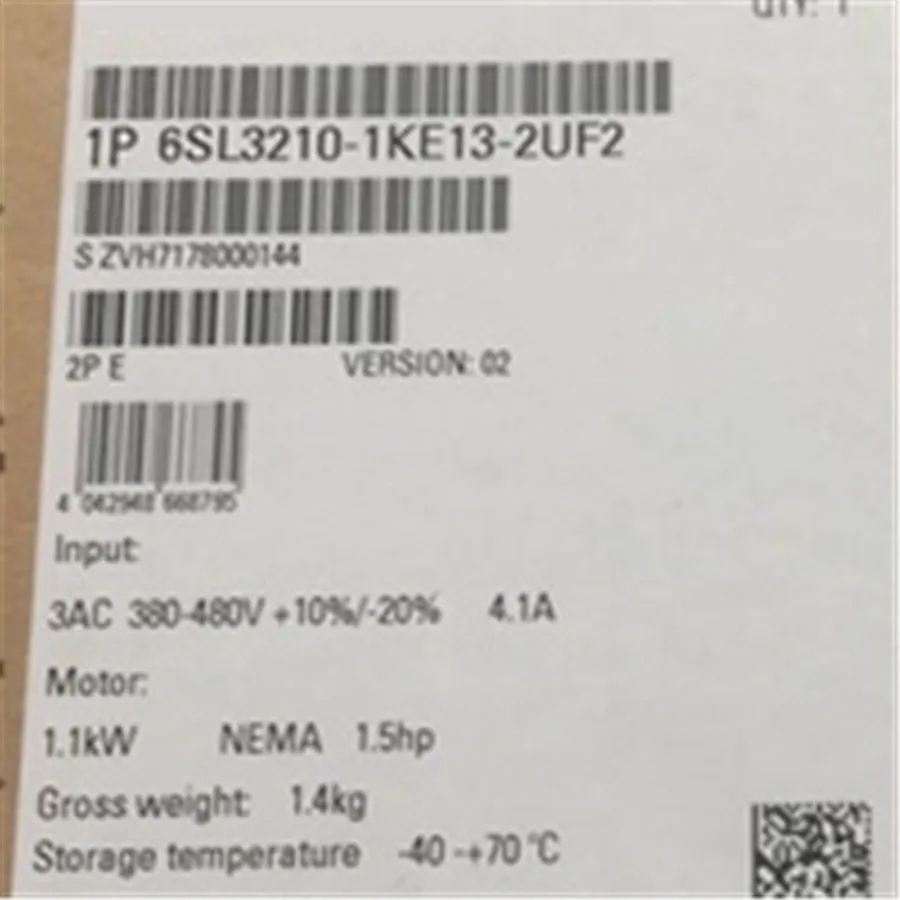 QTY: 1
1P 6SL3210-1KE13-2UF2
S ZVH7178000144
2P E VERSION: 02
4 042948 668795
Input:
3AC 380-480V +10%/-20% 4.1A
Motor:
1.1kW NEMA 1.5hp
Gross weight: 1.4kg
Storage temperature -40 -+70 °C